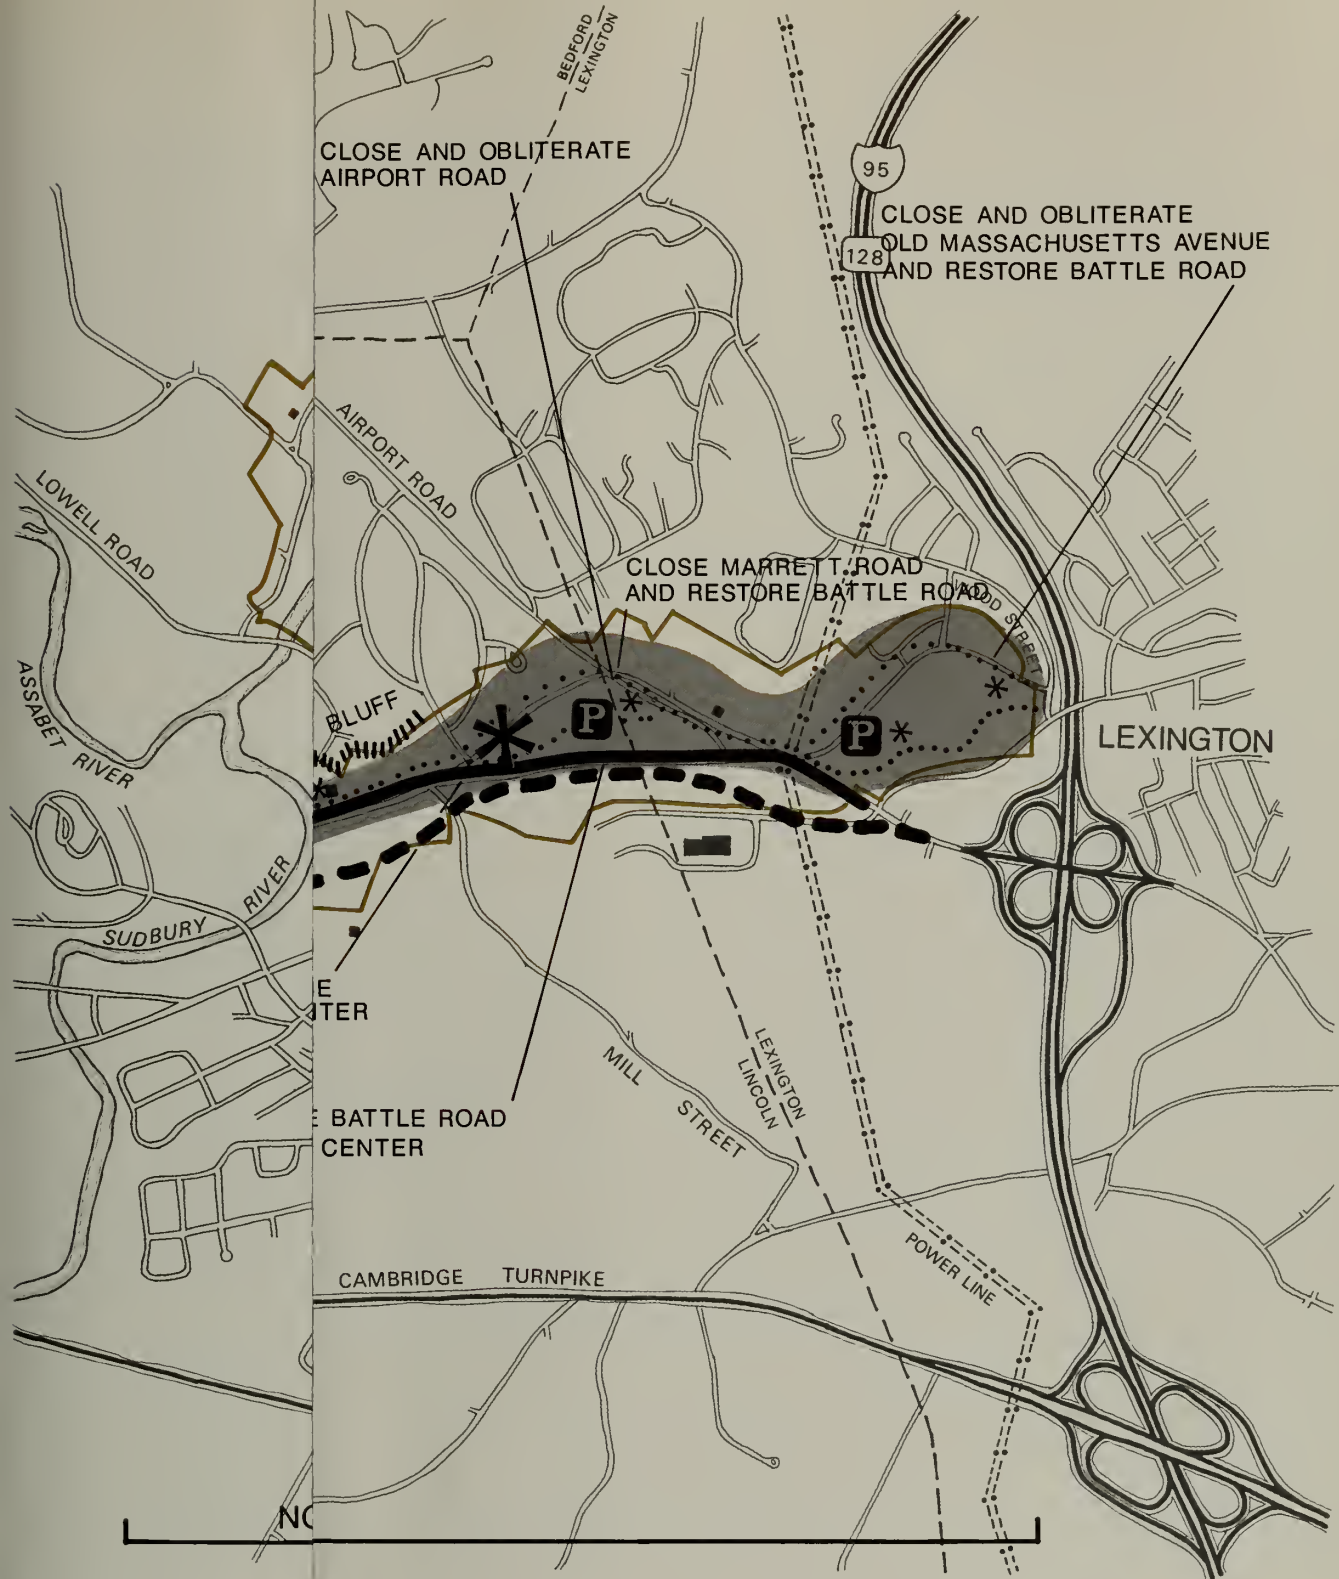 BEDFORD
LEXINGTON
CLOSE AND OBLITERATE
AIRPORT ROAD
95
128
CLOSE AND OBLITERATE
OLD MASSACHUSETTS AVENUE
AND RESTORE BATTLE ROAD
AIRPORT ROAD
LOWELL ROAD
CLOSE MARRETT ROAD
AND RESTORE BATTLE ROAD
WOOD STREET
ASSABET RIVER
BLUFF
P
P
LEXINGTON
SUDBURY RIVER
E
TER
MILL STREET
LEXINGTON
LINCOLN
E BATTLE ROAD
CENTER
POWER LINE
CAMBRIDGE TURNPIKE
NO